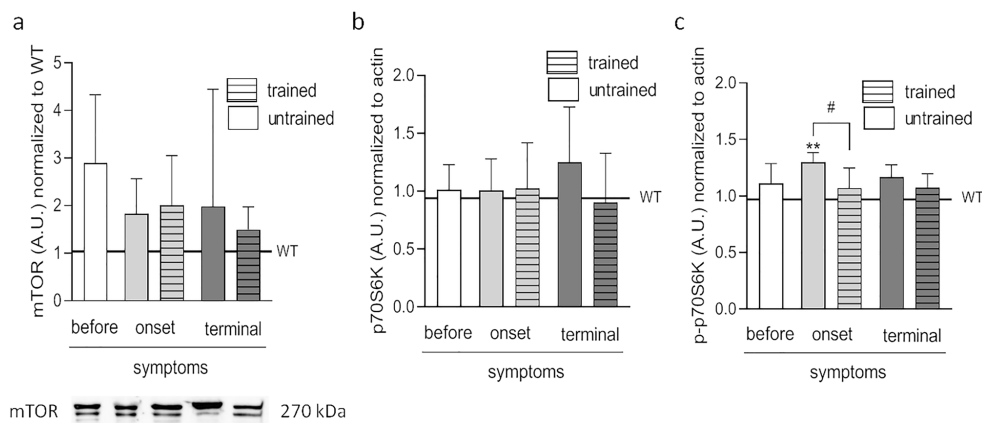 a
mTOR (A.U.) normalized to WT
5
4
3
2
1
0
trained
untrained
WT
before onset terminal
symptoms
mTOR 270 kDa
b
p70S6K (A.U.) normalized to actin
2.0
1.5
1.0
0.5
0.0
trained
untrained
WT
before onset terminal
symptoms
c
p-p70S6K (A.U.) normalized to actin
2.0
1.5
1.0
0.5
0.0
trained
untrained
#
**
WT
before onset terminal
symptoms